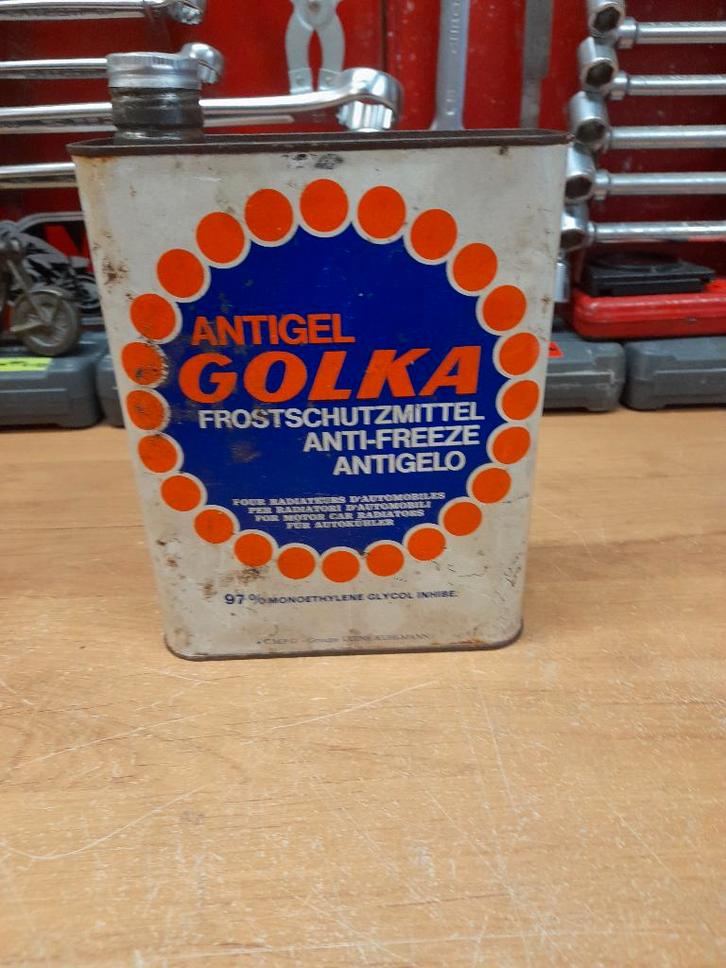 ANTIGEL
GOLKA
FROSTSCHUTZMITTEL
ANTI-FREEZE
ANTIGELO
POUR RADIATEURS D'AUTOMOBILES
PER RADIATORI D'AUTOMOBILI
FOR MOTOR CAR RADIATORS
FÜR AUTOKÜHLER
97% MONOETHYLENE GLYCOL INHIBE